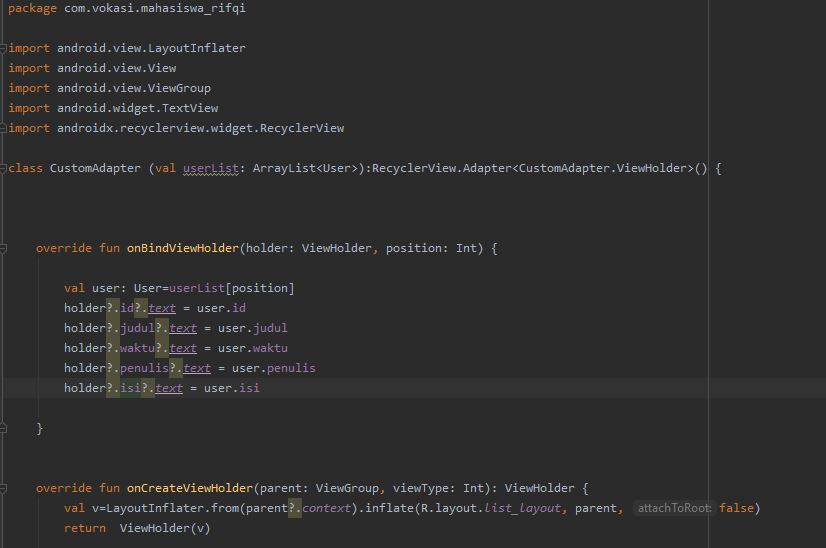 package com.vokasi.mahasiswa_rifqi
import android.view.LayoutInflater
import android.view.View
import android.view.ViewGroup
import android.widget.TextView
import androidx.recyclerview.widget.RecyclerView
class CustomAdapter (val userList: ArrayList<User>):RecyclerView.Adapter<CustomAdapter.ViewHolder>() {
override fun onBindViewHolder(holder: ViewHolder, position: Int) {
val user: User=userList[position]
holder?.id?.text = user.id
holder?.judul?.text = user.judul
holder?.waktu?.text = user.waktu
holder?.penulis?.text = user.penulis
holder?.isi?.text = user.isi
}
override fun onCreateViewHolder(parent: ViewGroup, viewType: Int): ViewHolder {
val v=LayoutInflater.from(parent?.context).inflate(R.layout.list_layout, parent, attachToRoot: false)
return  ViewHolder(v)